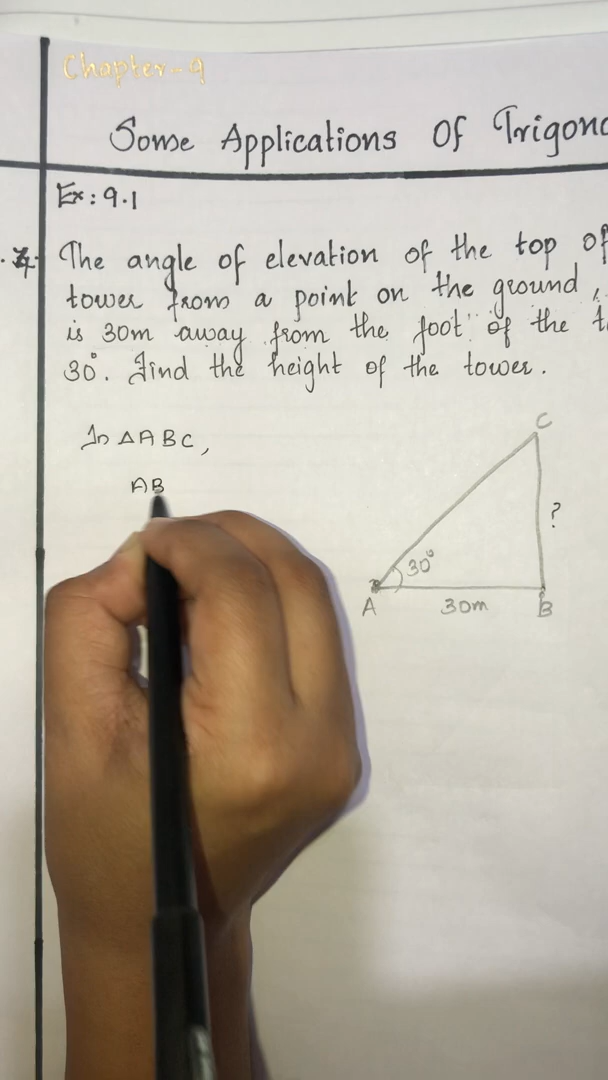 Chapter-9
Some Applications Of Trigono
Ex: 9.1
4. The angle of elevation of the top of
tower from a point on the ground,
is 30m away from the foot of the
30°. Find the height of the tower.
In △ABC,
AB
C
?
30°
A
30m
B